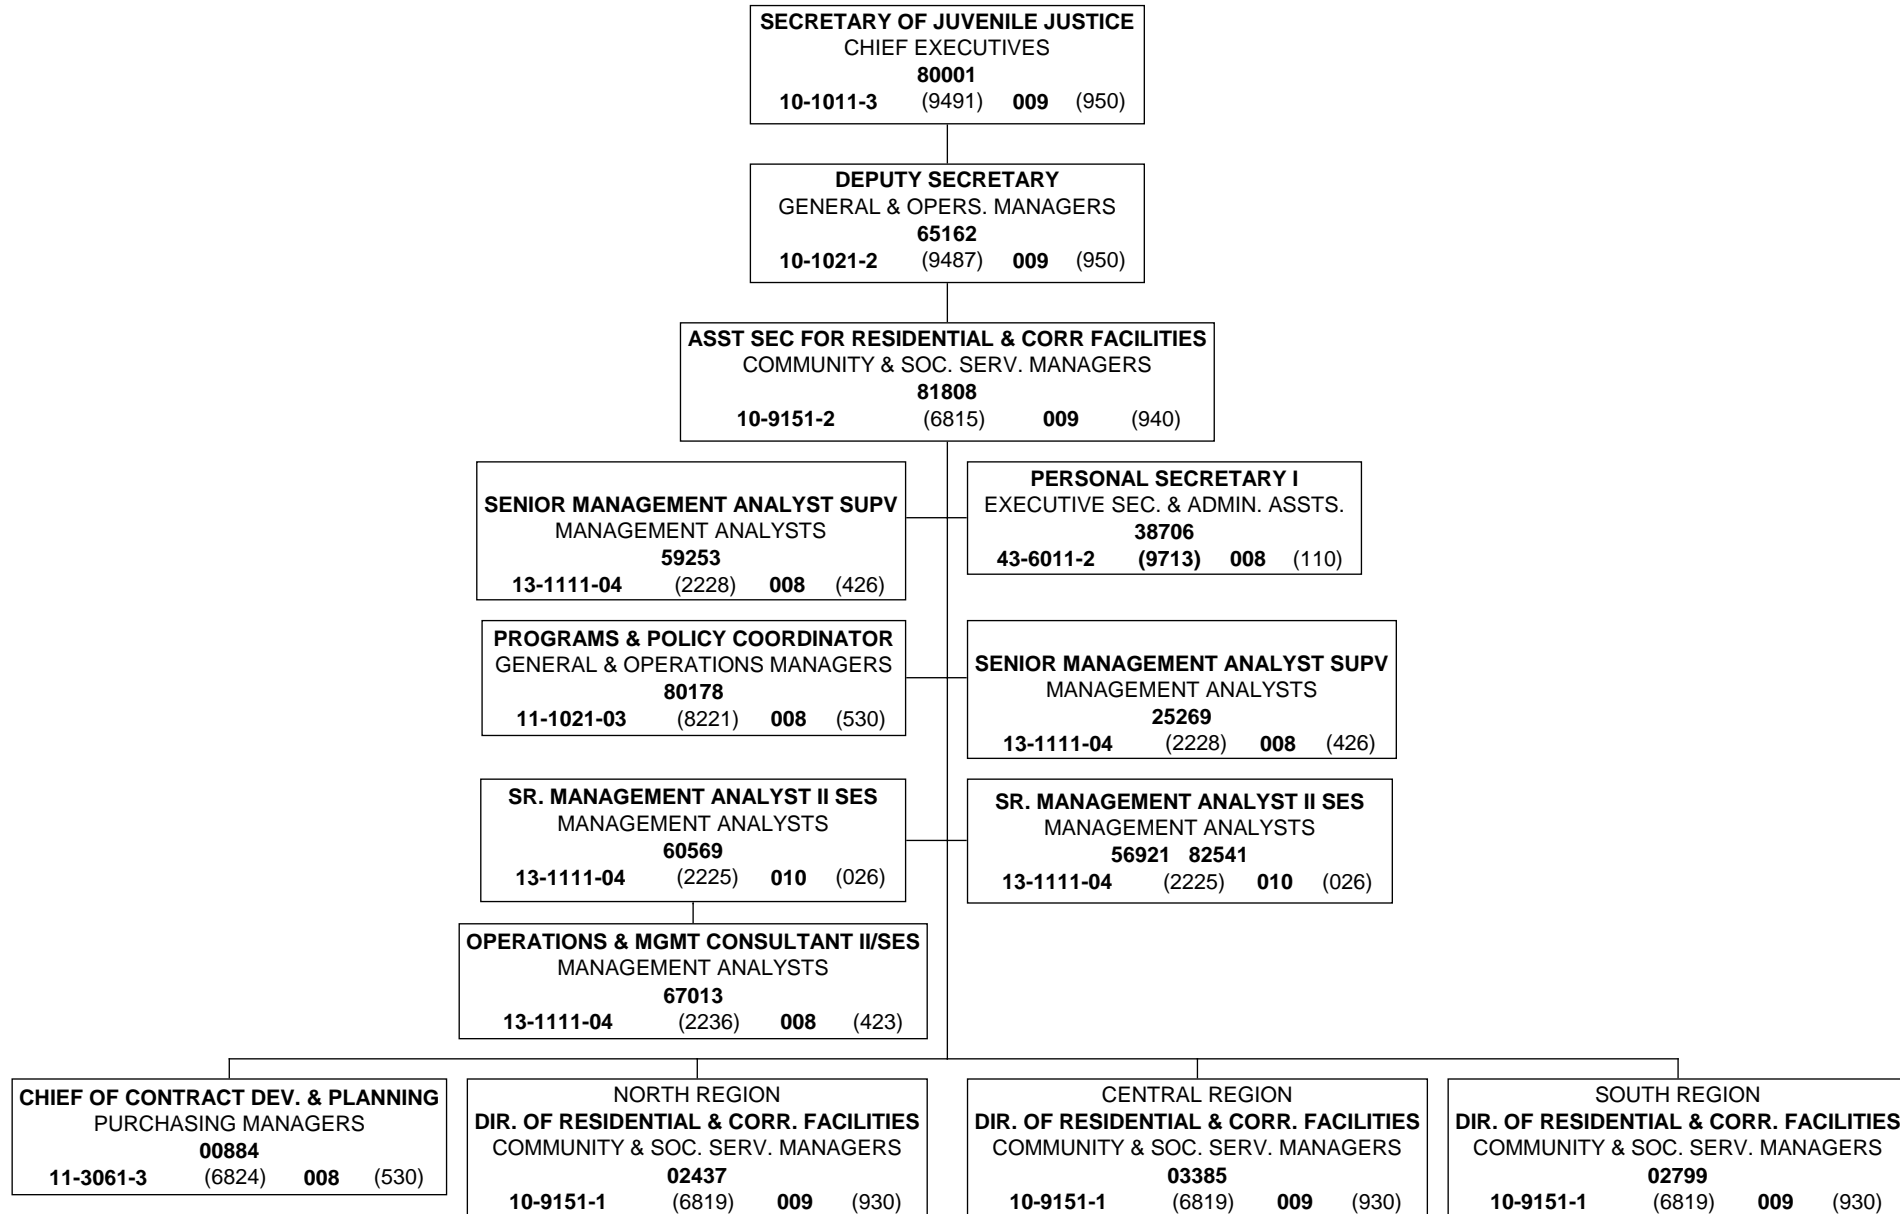 SECRETARY OF JUVENILE JUSTICE
CHIEF EXECUTIVES
80001
10-1011-3 (9491) 009 (950)
DEPUTY SECRETARY
GENERAL & OPERS. MANAGERS
65162
10-1021-2 (9487) 009 (950)
ASST SEC FOR RESIDENTIAL & CORR FACILITIES
COMMUNITY & SOC. SERV. MANAGERS
81808
10-9151-2 (6815) 009 (940)
SENIOR MANAGEMENT ANALYST SUPV
MANAGEMENT ANALYSTS
59253
13-1111-04 (2228) 008 (426)
PERSONAL SECRETARY I
EXECUTIVE SEC. & ADMIN. ASSTS.
38706
43-6011-2 (9713) 008 (110)
PROGRAMS & POLICY COORDINATOR
GENERAL & OPERATIONS MANAGERS
80178
11-1021-03 (8221) 008 (530)
SENIOR MANAGEMENT ANALYST SUPV
MANAGEMENT ANALYSTS
25269
13-1111-04 (2228) 008 (426)
SR. MANAGEMENT ANALYST II SES
MANAGEMENT ANALYSTS
60569
13-1111-04 (2225) 010 (026)
SR. MANAGEMENT ANALYST II SES
MANAGEMENT ANALYSTS
56921 82541
13-1111-04 (2225) 010 (026)
OPERATIONS & MGMT CONSULTANT II/SES
MANAGEMENT ANALYSTS
67013
13-1111-04 (2236) 008 (423)
CHIEF OF CONTRACT DEV. & PLANNING
PURCHASING MANAGERS
00884
11-3061-3 (6824) 008 (530)
NORTH REGION
DIR. OF RESIDENTIAL & CORR. FACILITIES
COMMUNITY & SOC. SERV. MANAGERS
02437
10-9151-1 (6819) 009 (930)
CENTRAL REGION
DIR. OF RESIDENTIAL & CORR. FACILITIES
COMMUNITY & SOC. SERV. MANAGERS
03385
10-9151-1 (6819) 009 (930)
SOUTH REGION
DIR. OF RESIDENTIAL & CORR. FACILITIES
COMMUNITY & SOC. SERV. MANAGERS
02799
10-9151-1 (6819) 009 (930)